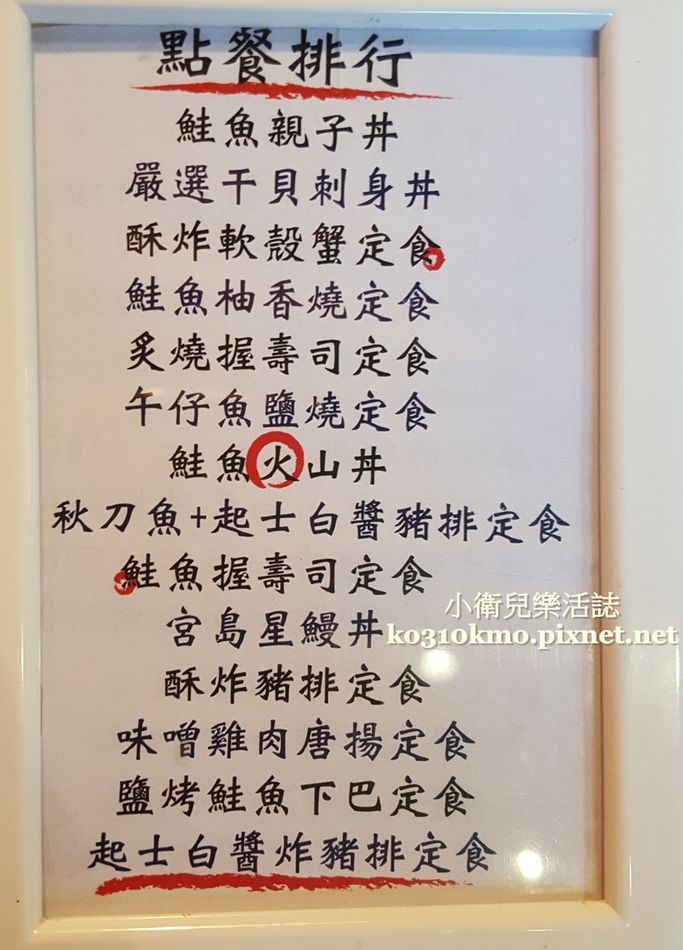 點餐排行
鮭魚親子丼
嚴選干貝刺身丼
酥炸軟殼蟹定食
鮭魚柚香燒定食
炙燒握壽司定食
午仔魚鹽燒定食
鮭魚火山丼
秋刀魚+起士白醬豬排定食
鮭魚握壽司定食
小衛兒樂活誌
宮島星鰻丼
ko310kmo.pixnet.net
酥炸豬排定食
味噌雞肉唐揚定食
鹽烤鮭魚下巴定食
起士白醬炸豬排定食